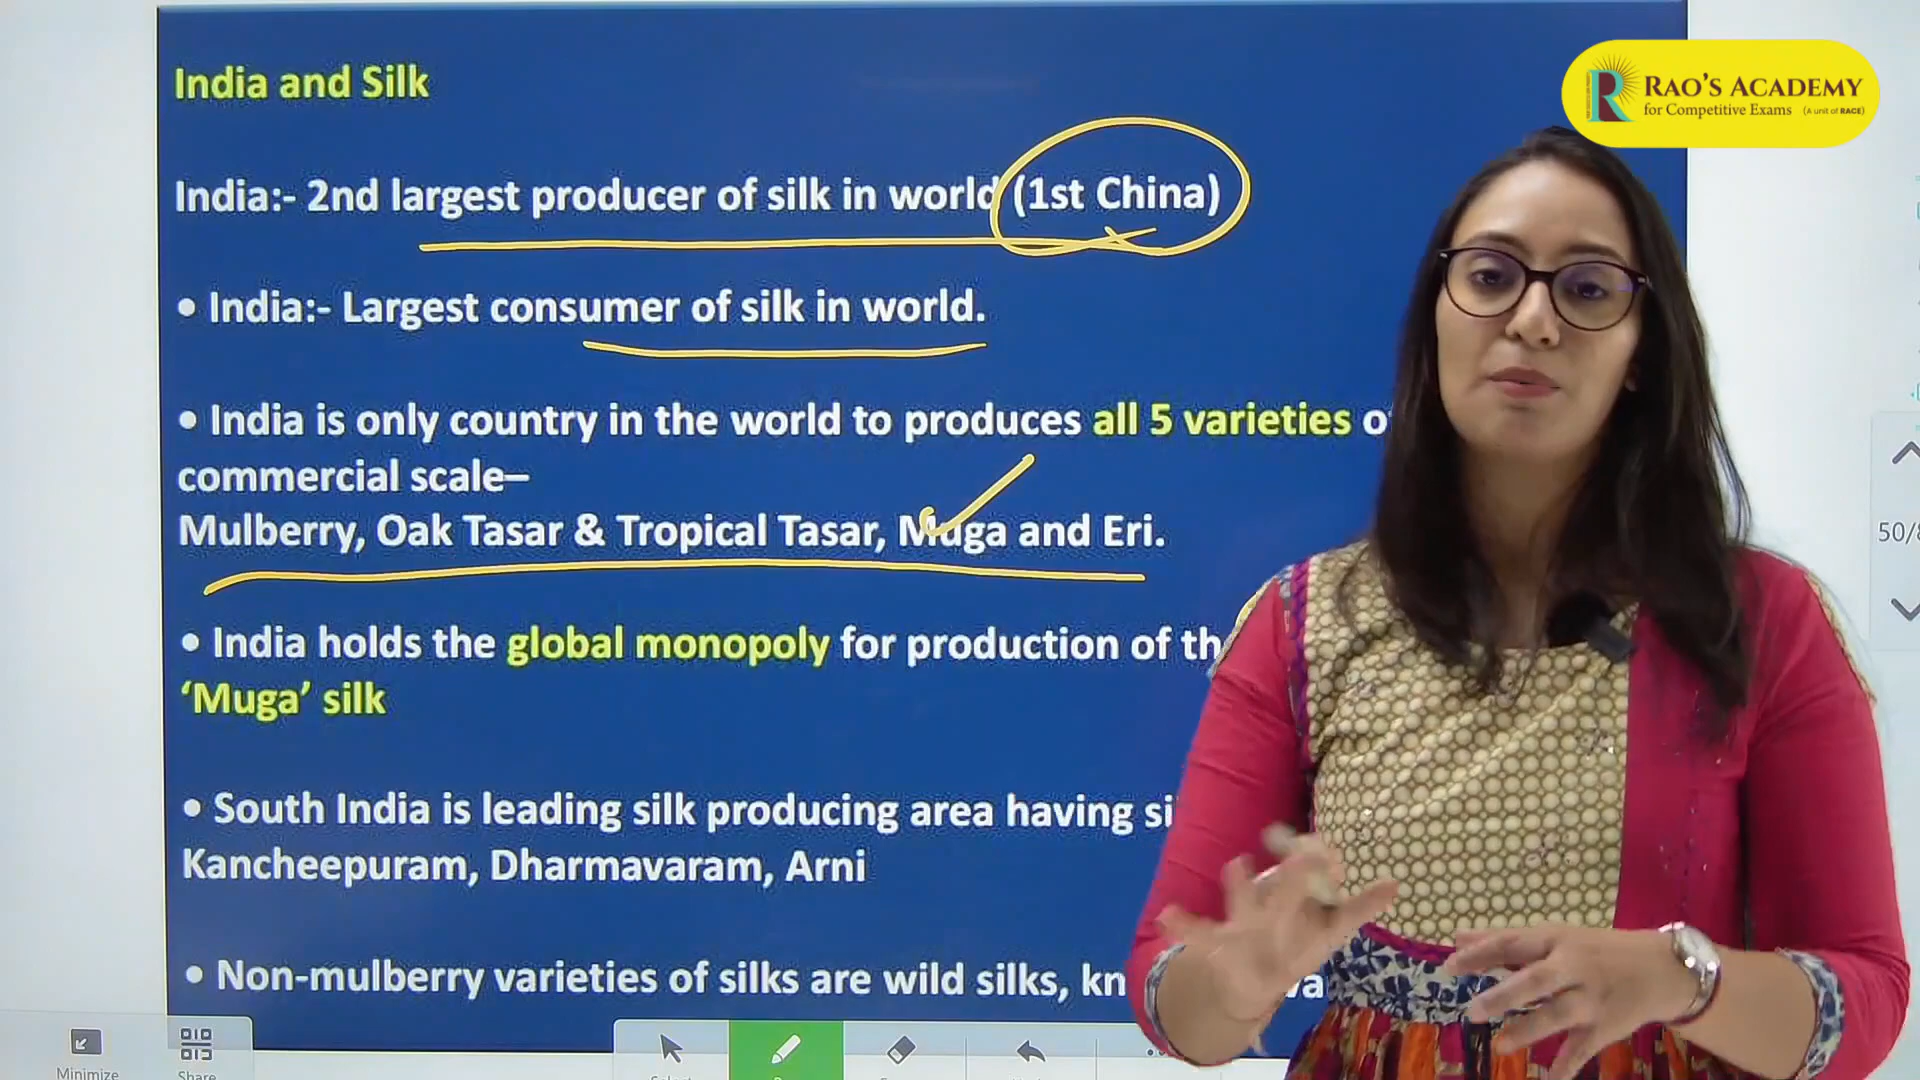 RAO'S ACADEMY
for Competitive Exams (A unit of RACE)
India and Silk
India:- 2nd largest producer of silk in world (1st China)
• India:- Largest consumer of silk in world.
• India is only country in the world to produces all 5 varieties
commercial scale–
Mulberry, Oak Tasar & Tropical Tasar, Muga and Eri.
• India holds the global monopoly for production of
‘Muga’ silk
• South India is leading silk producing area having
Kancheepuram, Dharmavaram, Arni
• Non-mulberry varieties of silks are wild silks,
50/
Minimize
Share